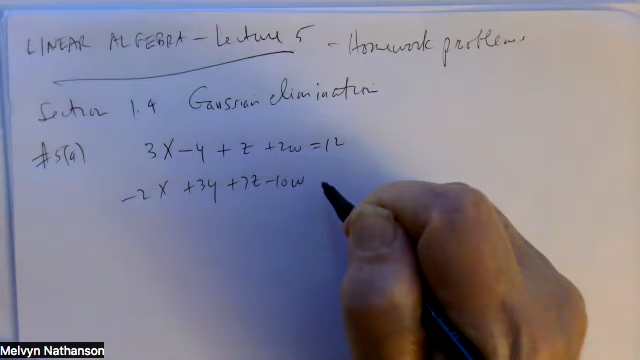 LINEAR ALGEBRA - Lecture 5 - Homework problems
Section 1.4 Gaussian elimination
#5(a) 3x - y + z + 2w = 12
-2x + 3y + 7z - 10w
Melvyn Nathanson